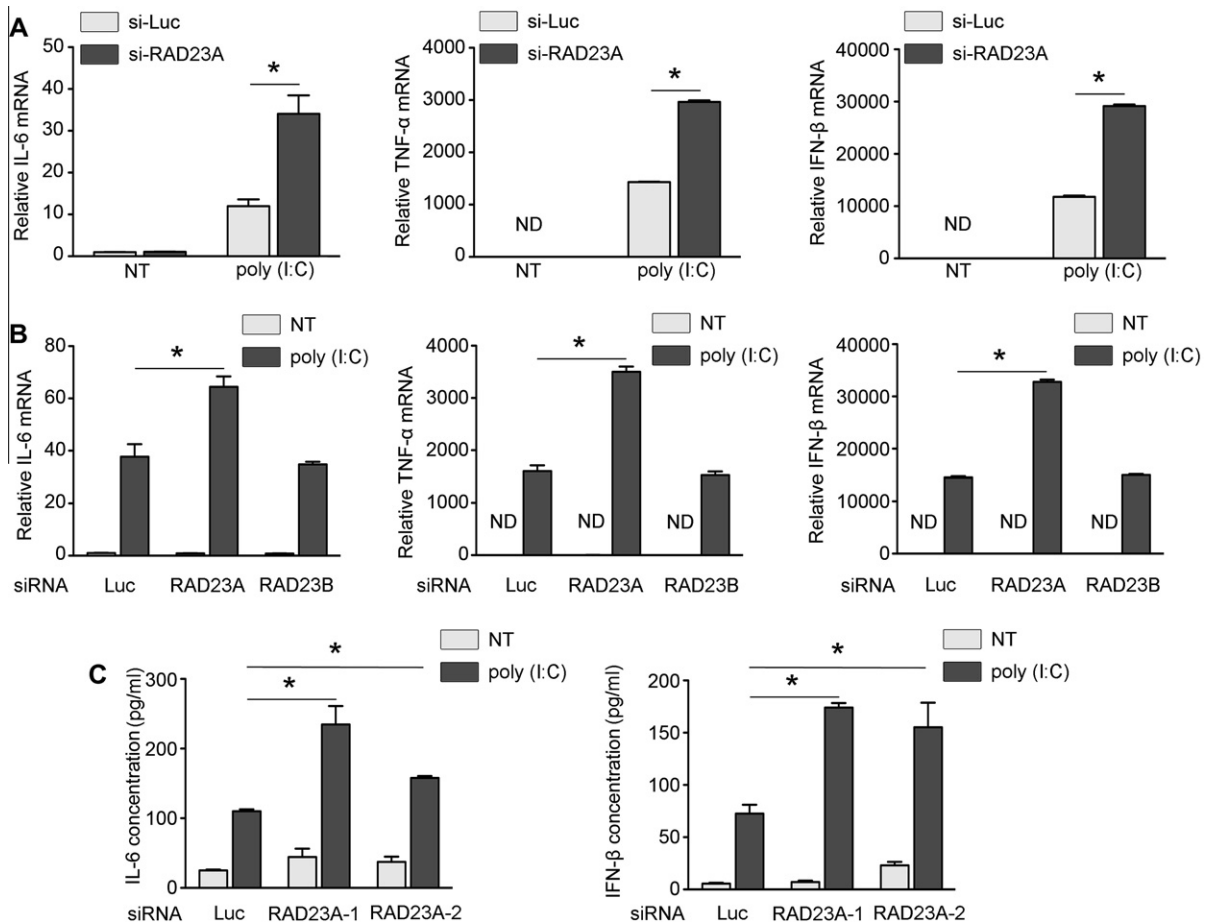 A
si-Luc
si-RAD23A
Relative IL-6 mRNA
50
40
30
20
10
0
*
NT
poly (I:C)
si-Luc
si-RAD23A
Relative TNF-α mRNA
4000
3000
2000
1000
0
*
ND
NT
poly (I:C)
si-Luc
si-RAD23A
Relative IFN-β mRNA
40000
30000
20000
10000
0
*
ND
NT
poly (I:C)
B
NT
poly (I:C)
Relative IL-6 mRNA
80
60
40
20
0
*
siRNA Luc RAD23A RAD23B
NT
poly (I:C)
Relative TNF-α mRNA
4000
3000
2000
1000
0
*
ND ND ND
siRNA Luc RAD23A RAD23B
NT
poly (I:C)
Relative IFN-β mRNA
40000
30000
20000
10000
0
*
ND ND ND
siRNA Luc RAD23A RAD23B
C
NT
poly (I:C)
IL-6 concentration (pg/ml)
300
200
100
0
*
*
siRNA Luc RAD23A-1 RAD23A-2
NT
poly (I:C)
IFN-β concentration (pg/ml)
200
150
100
50
0
*
*
siRNA Luc RAD23A-1 RAD23A-2